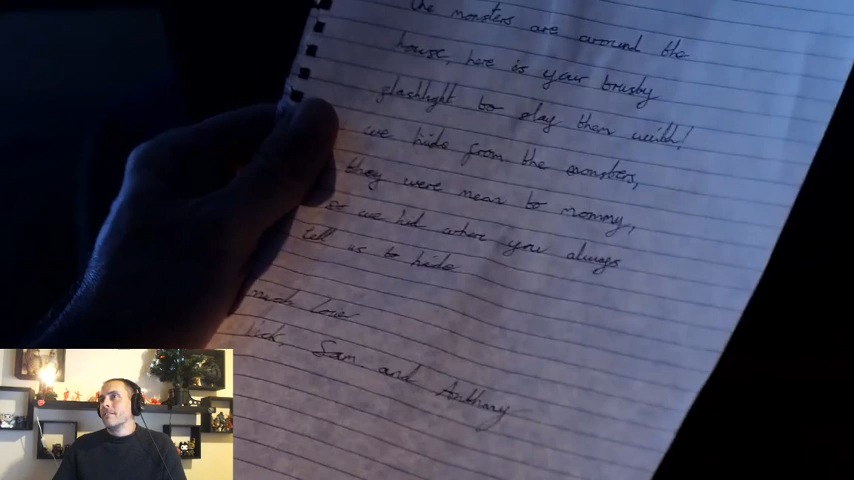 the monsters are around the
house, here is your trusty
flashlight to slay them with!
we hide from the monsters,
they were mean to mommy,
so we hid where you always
tell us to hide
much love
Sam and Anthony